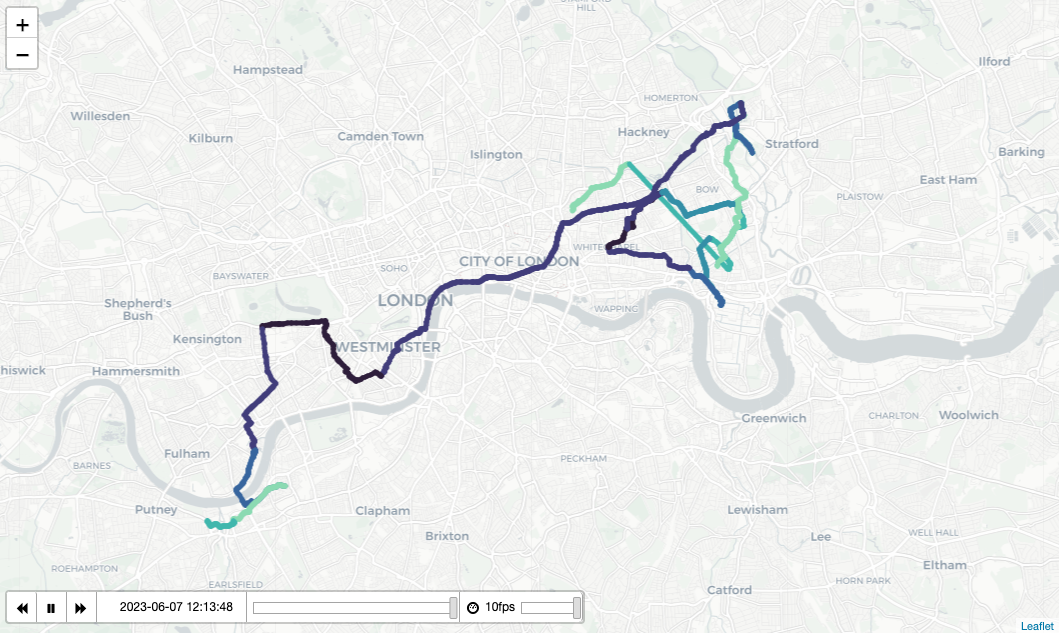 +
−
STAMFORD
HILL
Hampstead
Ilford
HOMERTON
Willesden
Kilburn
Camden Town
Hackney
Stratford
Islington
Barking
BOW
East Ham
PLAISTOW
WHITECHAPEL
CITY OF LONDON
SOHO
BAYSWATER
LONDON
Shepherd's
Bush
WAPPING
Kensington
WESTMINSTER
hiswick
Hammersmith
Greenwich
CHARLTON
Woolwich
Fulham
BARNES
PECKHAM
Putney
Clapham
Lewisham
Brixton
Lee
WELL HALL
ROEHAMPTON
EARLSFIELD
Eltham
HORN PARK
Catford
2023-06-07 12:13:48
10fps
Leaflet